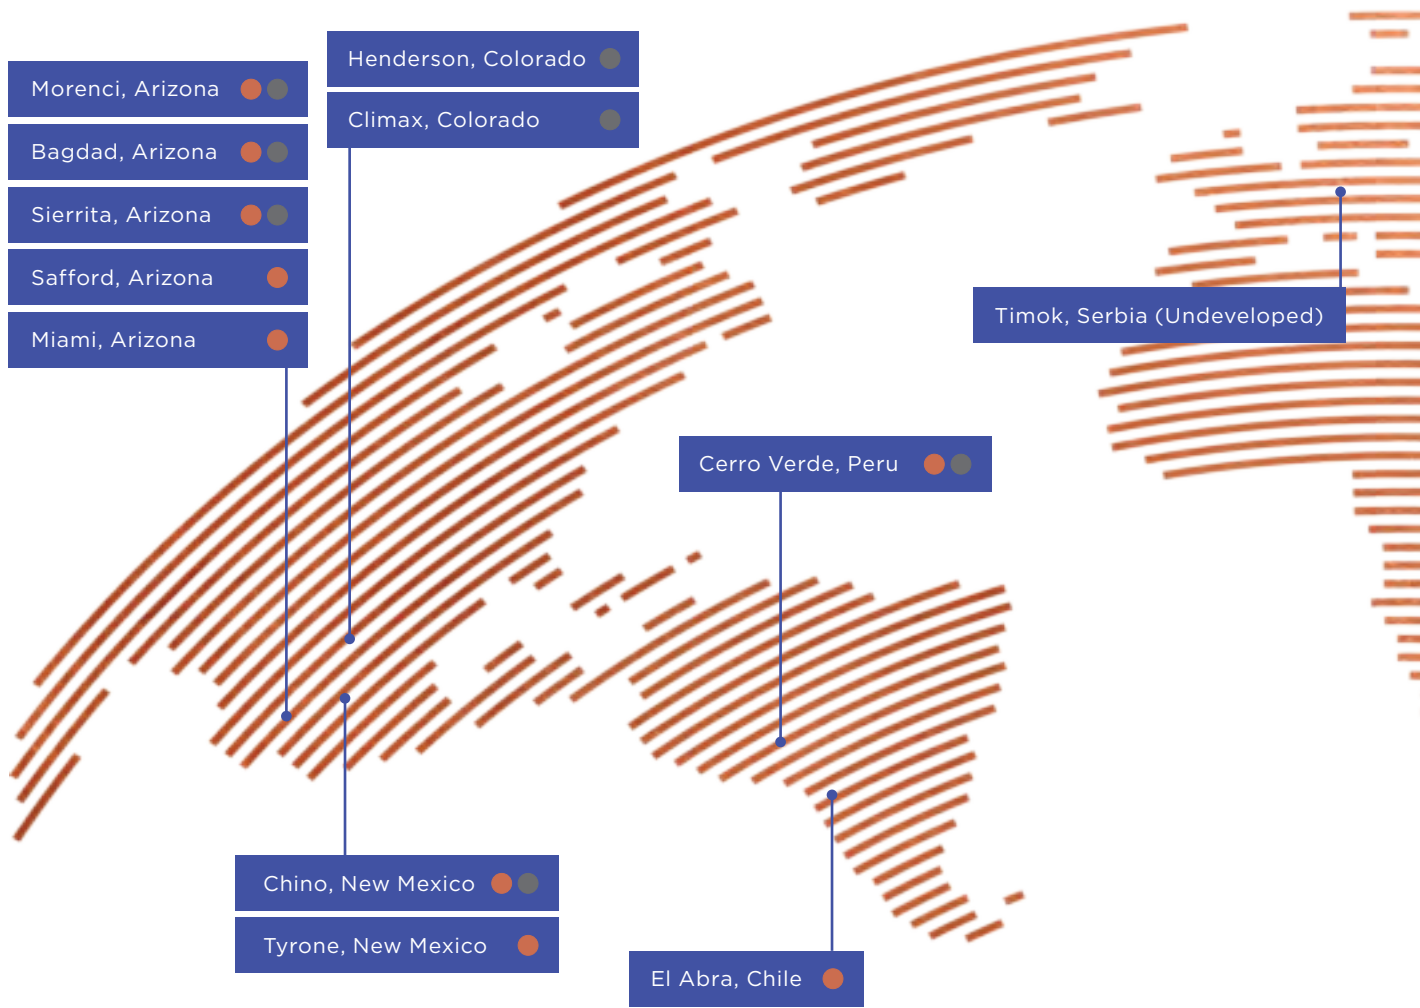 Henderson, Colorado
Climax, Colorado
Morenci, Arizona
Bagdad, Arizona
Sierrita, Arizona
Safford, Arizona
Miami, Arizona
Timok, Serbia (Undeveloped)
Cerro Verde, Peru
Chino, New Mexico
Tyrone, New Mexico
El Abra, Chile